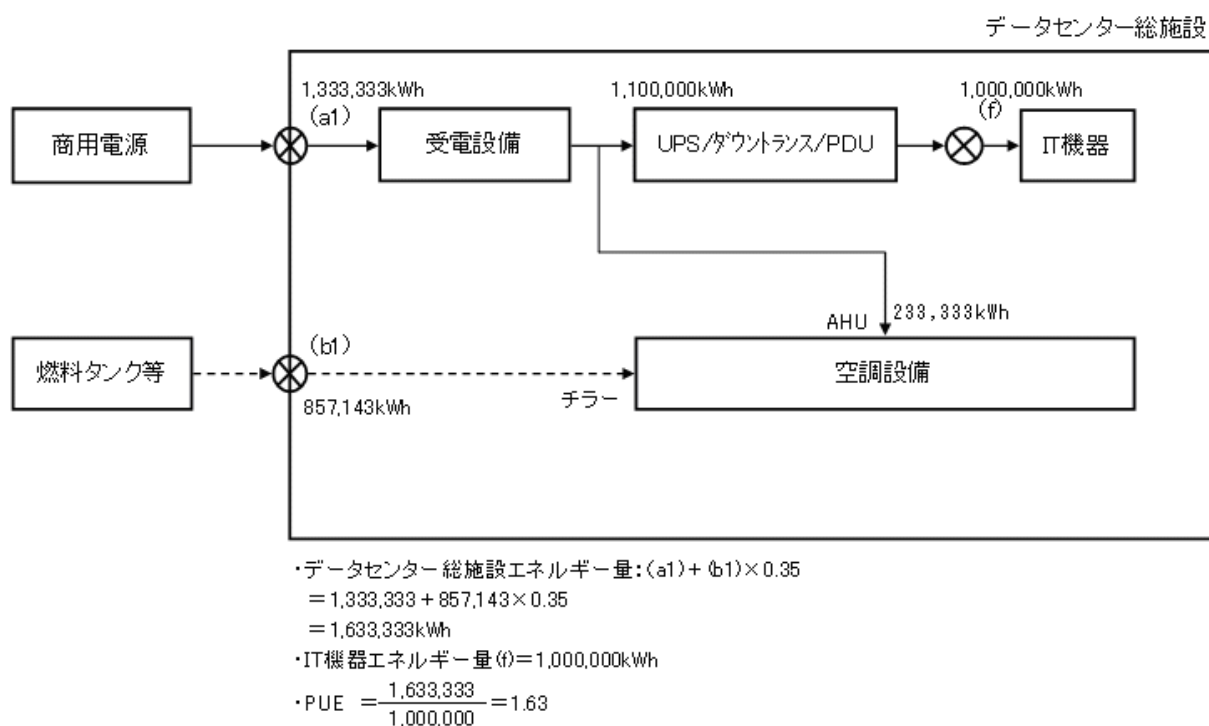 データセンター総施設
1,333,333kWh
1,100,000kWh
1,000,000kWh
(a1)
(f)
商用電源
受電設備
UPS/ダウントランス/PDU
IT機器
233,333kWh
AHU
(b1)
燃料タンク等
空調設備
チラー
857,143kWh
・データセンター総施設エネルギー量:(a1)+(b1)×0.35
=1,333,333+857,143×0.35
=1,633,333kWh
・IT機器エネルギー量(f)=1,000,000kWh
・PUE =1,633,333/1,000,000=1.63